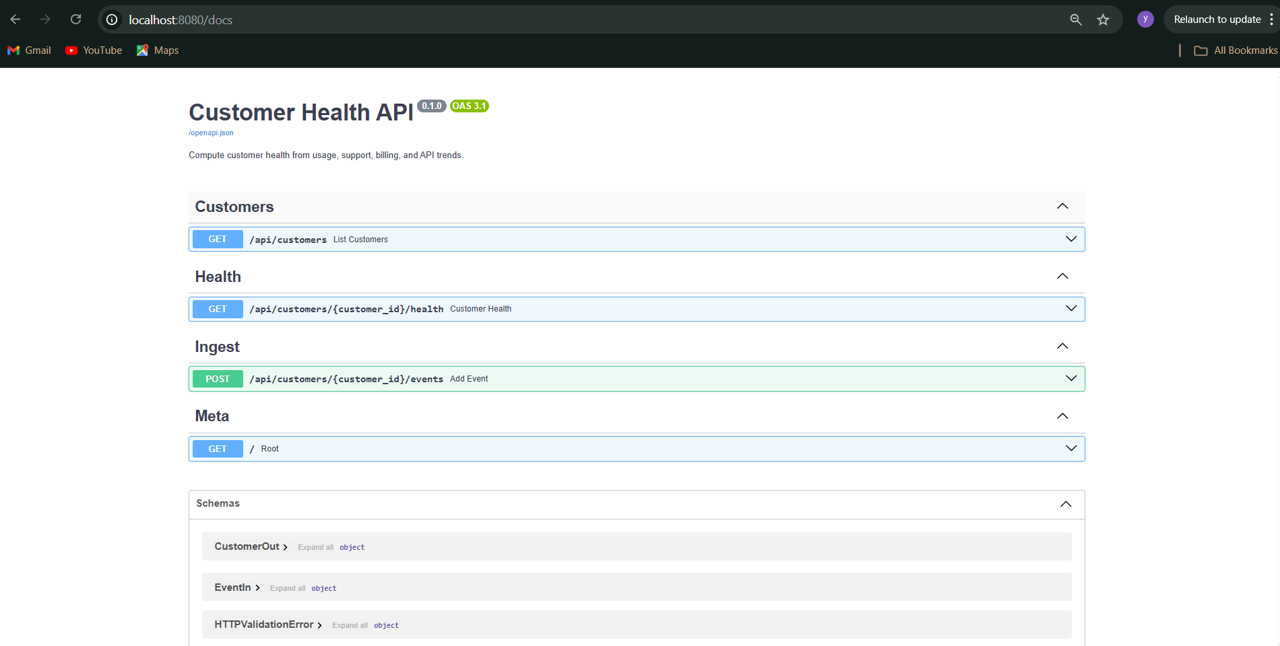 localhost:8080/docs
y
Relaunch to update
Gmail
YouTube
Maps
All Bookmarks
Customer Health API 0.1.0 OAS 3.1
/openapi.json
Compute customer health from usage, support, billing, and API trends.
Customers
GET /api/customers List Customers
Health
GET /api/customers/{customer_id}/health Customer Health
Ingest
POST /api/customers/{customer_id}/events Add Event
Meta
GET / Root
Schemas
CustomerOut Expand all object
EventIn Expand all object
HTTPValidationError Expand all object